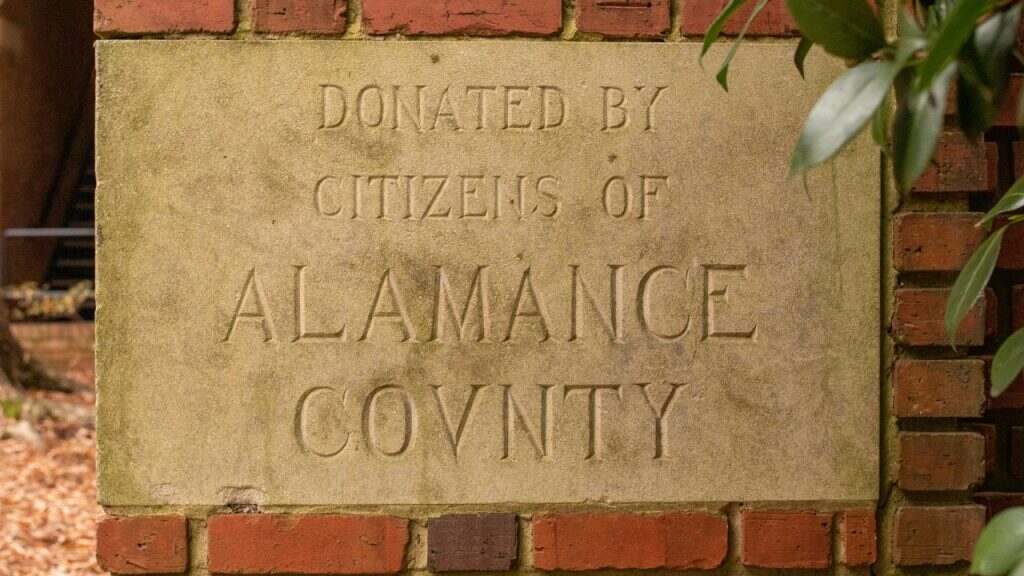 DONATED BY
CITIZENS OF
ALAMANCE
COVNTY